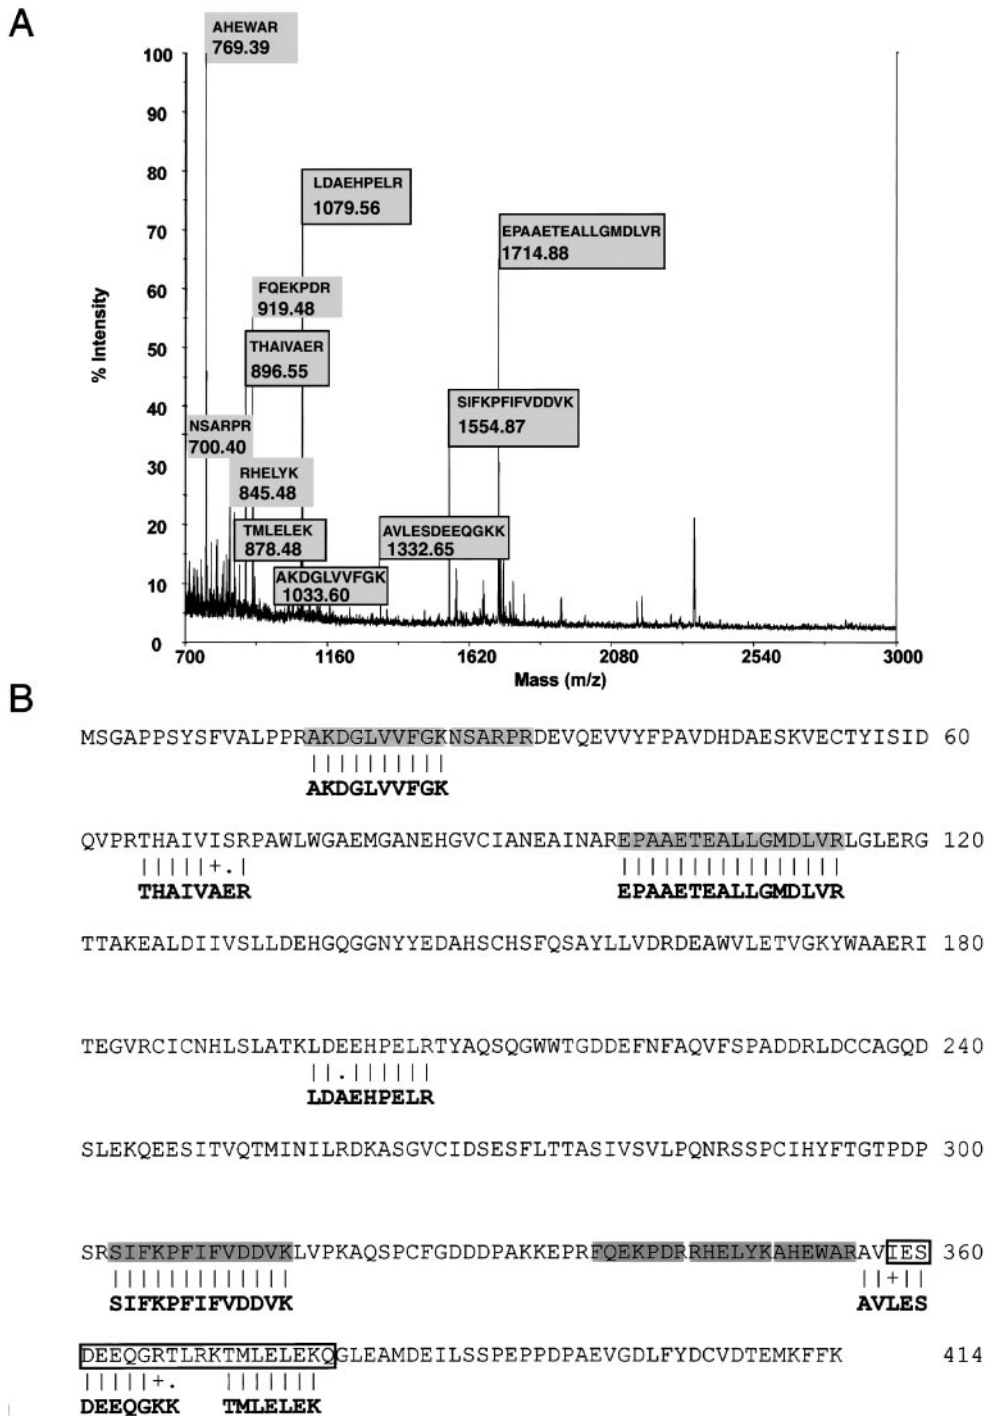 A
AHEWAR
769.39
LDAEHPELR
1079.56
EPAAETEALLGMDLVR
1714.88
FQEKPDR
919.48
THAIVAER
896.55
SIFKPFIFVDDVK
1554.87
NSARPR
700.40
RHELYK
845.48
TMLELEK
878.48
AVLESDEEQGKK
1332.65
AKDGLVVFGK
1033.60
100
90
80
70
60
50
40
30
20
10
0
% Intensity
700 1160 1620 2080 2540 3000
Mass (m/z)
B
MSGAPPSYSFVALPPRAKDGLVVFGKNSARPRDEVQEVVYFPAVDHDAESKVECTYISID 60
||||||||||
AKDGLVVFGK
QVPRTHAIVISRPAWLWGAEMGANEHGVCIANEAINAREPAAETEALLGMDLVRLGLERG 120
|||||+.| ||||||||||||||||
THAIVAER EPAAETEALLGMDLVR
TTAKEALDIIVSLLDEHGQGGNYYEDAHSCHSFQSAYLLVDRDEAWVLETVGKYWAAERI 180
TEGVRCICNHLSLATKLDEEHPELRTYAQSQGWWTGDDEFNFAQVFSPADDRLDCCAGQD 240
||.||||||
LDAEHPELR
SLEKQEESITVQTMINILRDKASGVCIDSESFLTTASIVSVLPQNRSSPCIHYFTGTPDP 300
SRSIFKPFIFVDDVKLVPKAQSPCFGDDDPAKKEPRFQEKPDRRHELYKAHEWARAVIES 360
||||||||||||| ||+||
SIFKPFIFVDDVK AVLES
DEEQGRTLRKTMLELEKQGLEAMDEILSSPEPPDPAEVGDLFYDCVDTEMKFFK 414
|||||+. |||||||
DEEQGKK TMLELEK